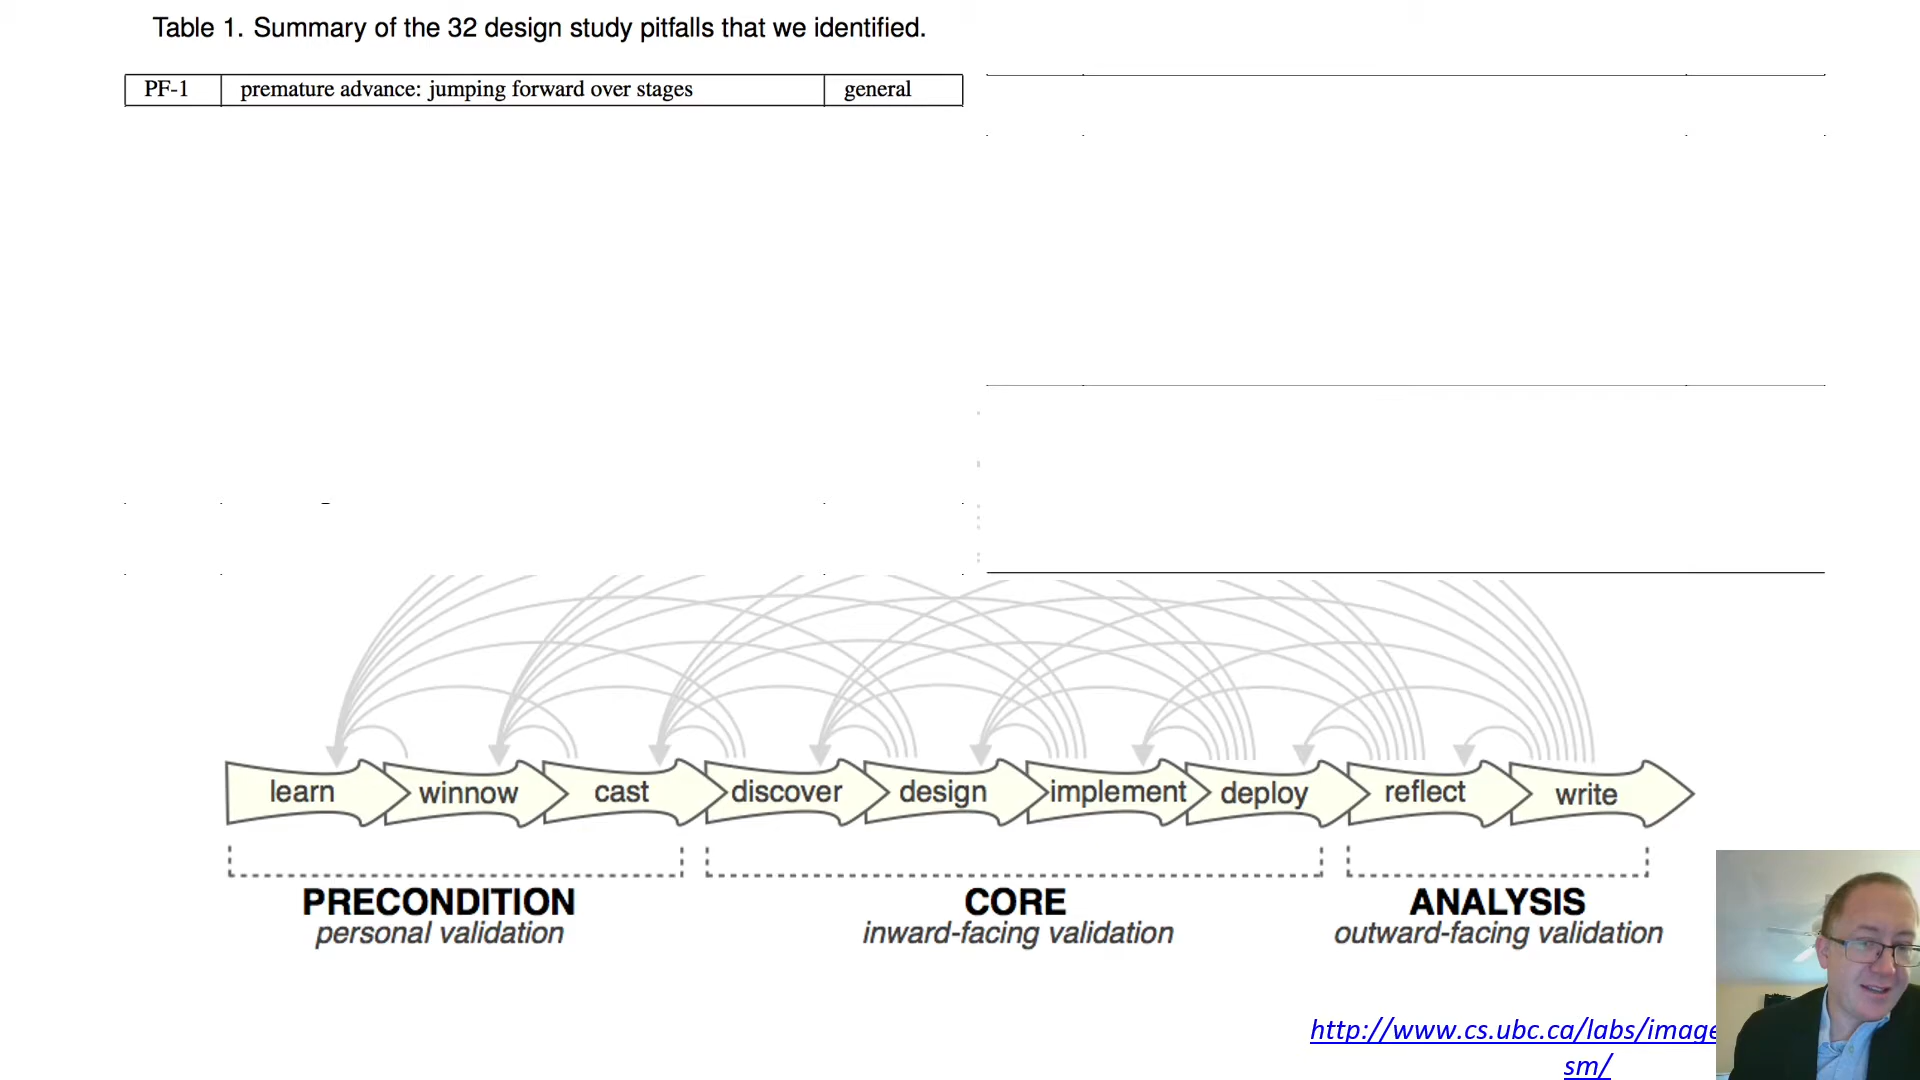 Table 1. Summary of the 32 design study pitfalls that we identified.
PF-1 premature advance: jumping forward over stages general
learn winnow cast discover design implement deploy reflect write
PRECONDITION CORE ANALYSIS
personal validation inward-facing validation outward-facing validation
http://www.cs.ubc.ca/labs/image
sm/